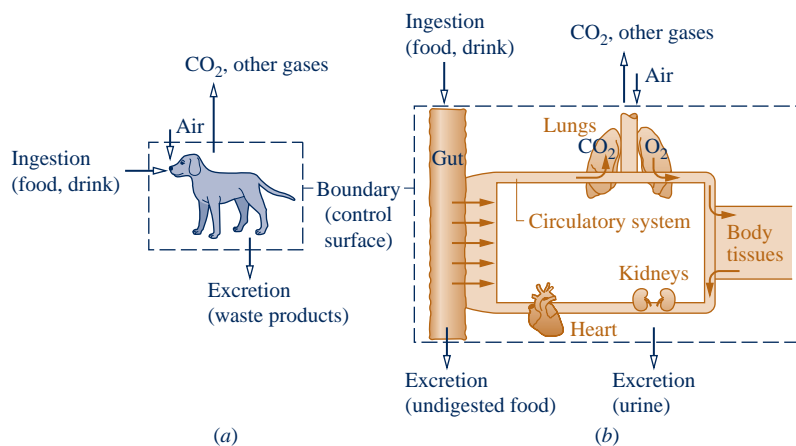 CO₂, other gases
Air
Ingestion
(food, drink)
Excretion
(waste products)
Boundary
(control
surface)
(a)
Ingestion
(food, drink)
CO₂, other gases
Air
Lungs
CO₂
O₂
Gut
Circulatory system
Body
tissues
Kidneys
Heart
Excretion
(undigested food)
Excretion
(urine)
(b)